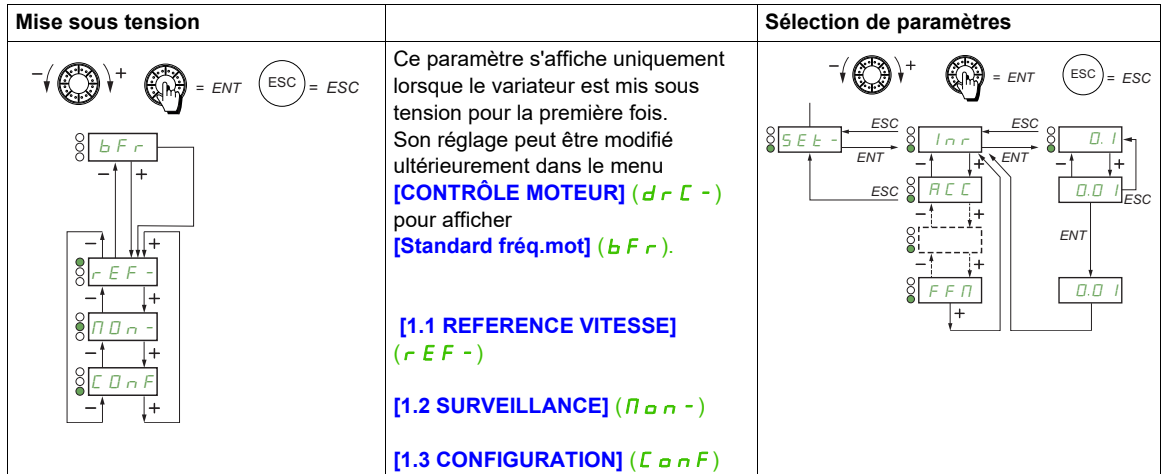 Mise sous tension
Sélection de paramètres
− + = ENT ESC = ESC
bFr
− +
− +
rEF-
− +
MOn-
− +
COnF
− +
Ce paramètre s'affiche uniquement
lorsque le variateur est mis sous
tension pour la première fois.
Son réglage peut être modifié
ultérieurement dans le menu
[CONTRÔLE MOTEUR] (drC-)
pour afficher
[Standard fréq.mot] (bFr).
[1.1 REFERENCE VITESSE]
(rEF-)
[1.2 SURVEILLANCE] (Mon-)
[1.3 CONFIGURATION] (ConF)
− + = ENT ESC = ESC
ESC ESC
SEt- Inr 0.1
ENT − + ENT − +
ESC ACC 0.01 ESC
− +
ENT
− +
FFM 0.01
+